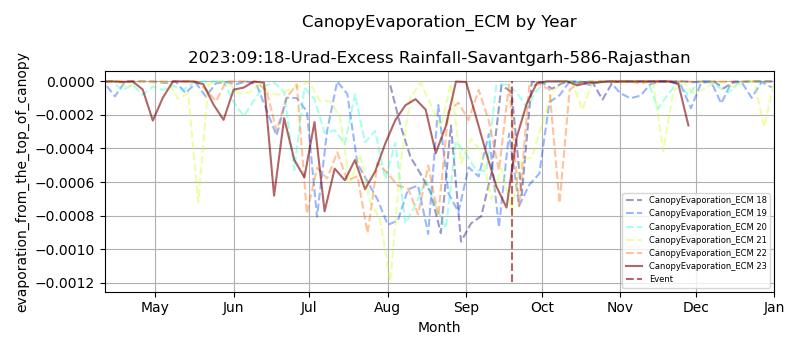 CanopyEvaporation_ECM by Year
2023:09:18-Urad-Excess Rainfall-Savantgarh-586-Rajasthan
evaporation_from_the_top_of_canopy
0.0000
−0.0002
−0.0004
−0.0006
−0.0008
−0.0010
−0.0012
CanopyEvaporation_ECM 18
CanopyEvaporation_ECM 19
CanopyEvaporation_ECM 20
CanopyEvaporation_ECM 21
CanopyEvaporation_ECM 22
CanopyEvaporation_ECM 23
Event
May Jun Jul Aug Sep Oct Nov Dec Jan
Month